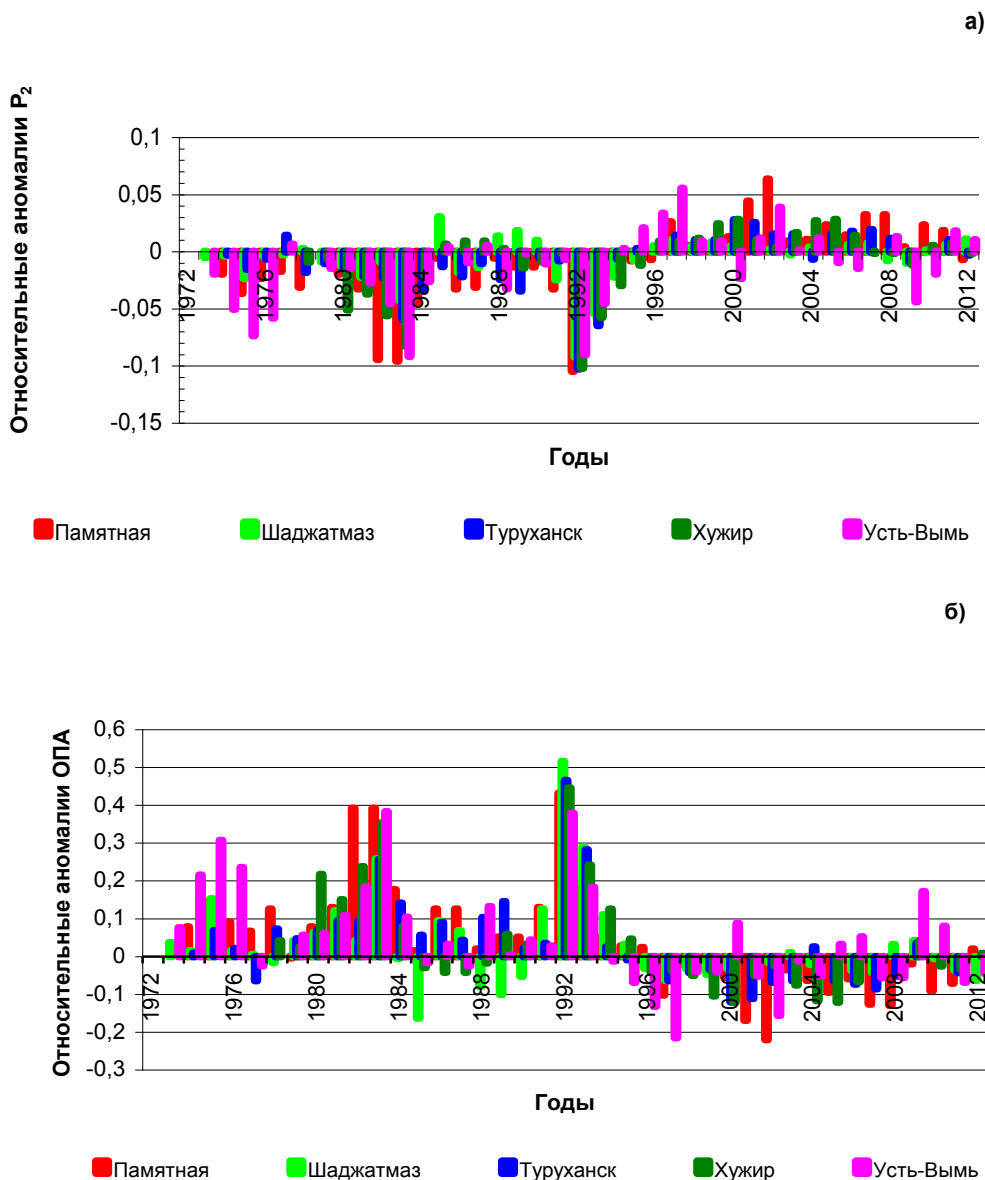 а)
Относительные аномалии P2
0,1
0,05
0
-0,05
-0,1
-0,15
1972 1976 1980 1984 1988 1992 1996 2000 2004 2008 2012
Годы
Памятная Шаджатмаз Туруханск Хужир Усть-Вымь
б)
Относительные аномалии ОПА
0,6
0,5
0,4
0,3
0,2
0,1
0
-0,1
-0,2
-0,3
1972 1976 1980 1984 1988 1992 1996 2000 2004 2008 2012
Годы
Памятная Шаджатмаз Туруханск Хужир Усть-Вымь